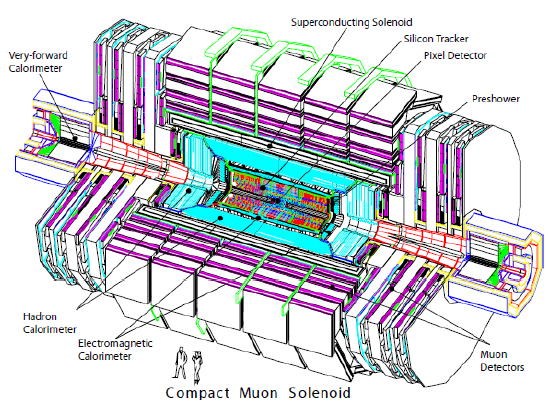 Superconducting Solenoid
Silicon Tracker
Pixel Detector
Very-forward
Calorimeter
Preshower
Hadron
Calorimeter
Electromagnetic
Calorimeter
Muon
Detectors
Compact Muon Solenoid